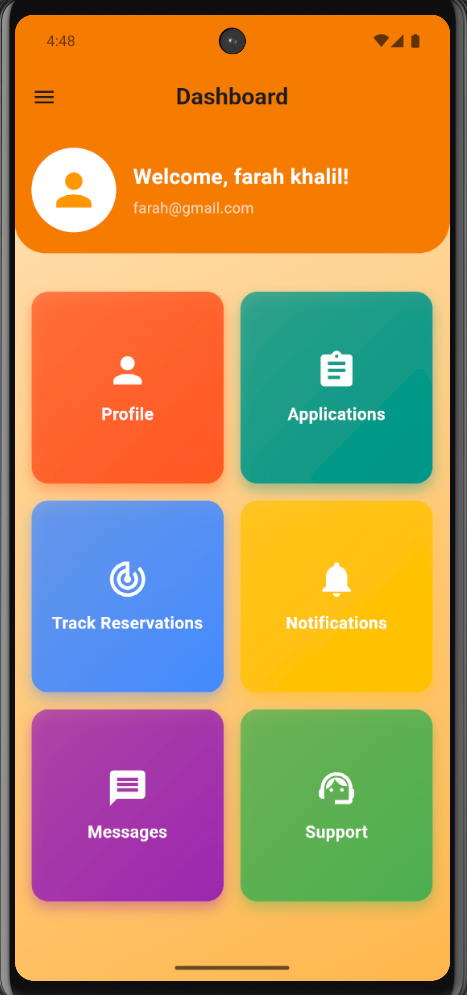 4:48
Dashboard
Welcome, farah khalil!
farah@gmail.com
Profile
Applications
Track Reservations
Notifications
Messages
Support